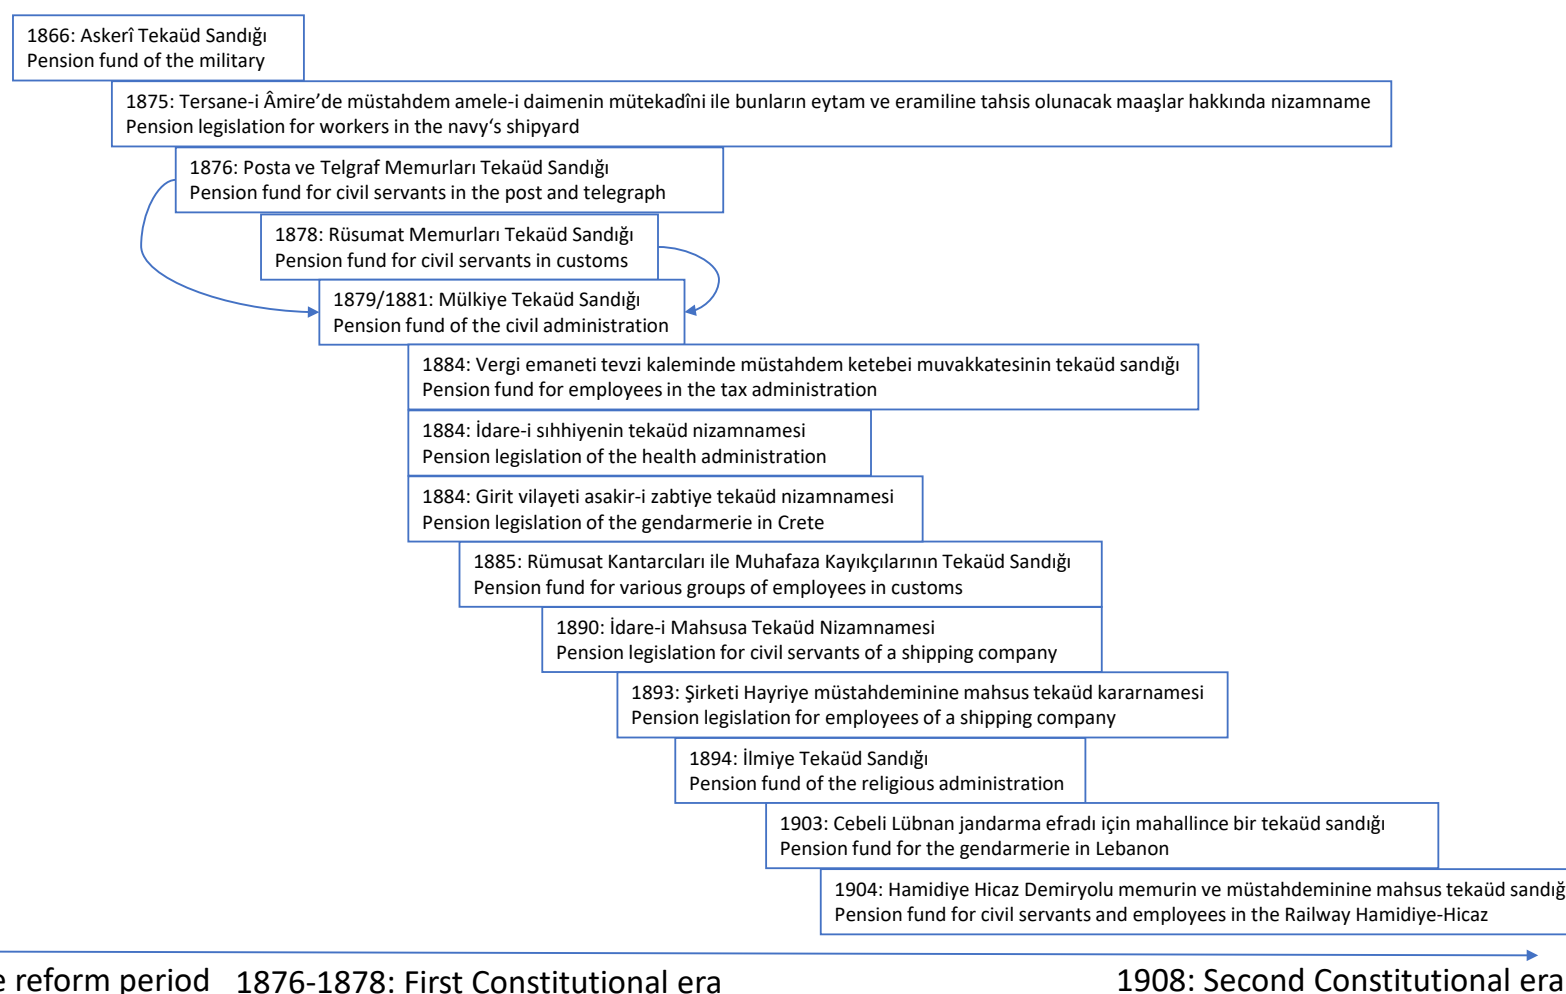 1866: Askerî Tekaüd Sandığı
Pension fund of the military
1875: Tersane-i Âmire’de müstahdem amele-i daimenin mütekadîni ile bunların eytam ve eramiline tahsis olunacak maaşlar hakkında nizamname
Pension legislation for workers in the navy‘s shipyard
1876: Posta ve Telgraf Memurları Tekaüd Sandığı
Pension fund for civil servants in the post and telegraph
1878: Rüsumat Memurları Tekaüd Sandığı
Pension fund for civil servants in customs
1879/1881: Mülkiye Tekaüd Sandığı
Pension fund of the civil administration
1884: Vergi emaneti tevzi kaleminde müstahdem ketebei muvakkatesinin tekaüd sandığı
Pension fund for employees in the tax administration
1884: İdare-i sıhhiyenin tekaüd nizamnamesi
Pension legislation of the health administration
1884: Girit vilayeti asakir-i zabtiye tekaüd nizamnamesi
Pension legislation of the gendarmerie in Crete
1885: Rümusat Kantarcıları ile Muhafaza Kayıkçılarının Tekaüd Sandığı
Pension fund for various groups of employees in customs
1890: İdare-i Mahsusa Tekaüd Nizamnamesi
Pension legislation for civil servants of a shipping company
1893: Şirketi Hayriye müstahdeminine mahsus tekaüd kararnamesi
Pension legislation for employees of a shipping company
1894: İlmiye Tekaüd Sandığı
Pension fund of the religious administration
1903: Cebeli Lübnan jandarma efradı için mahallince bir tekaüd sandığı
Pension fund for the gendarmerie in Lebanon
1904: Hamidiye Hicaz Demiryolu memurin ve müstahdeminine mahsus tekaüd sandığ
Pension fund for civil servants and employees in the Railway Hamidiye-Hicaz
e reform period 1876-1878: First Constitutional era 1908: Second Constitutional era